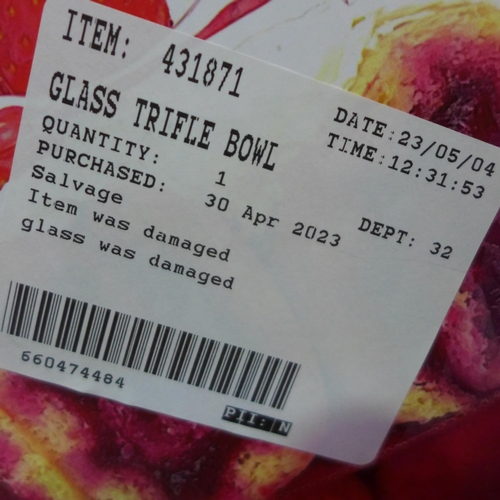 ITEM: 431871
GLASS TRIFLE BOWL
DATE:23/05/04
TIME:12:31:53
QUANTITY: 1
PURCHASED: 30 Apr 2023
DEPT: 32
Salvage
Item was damaged
glass was damaged
660474484
PII: N